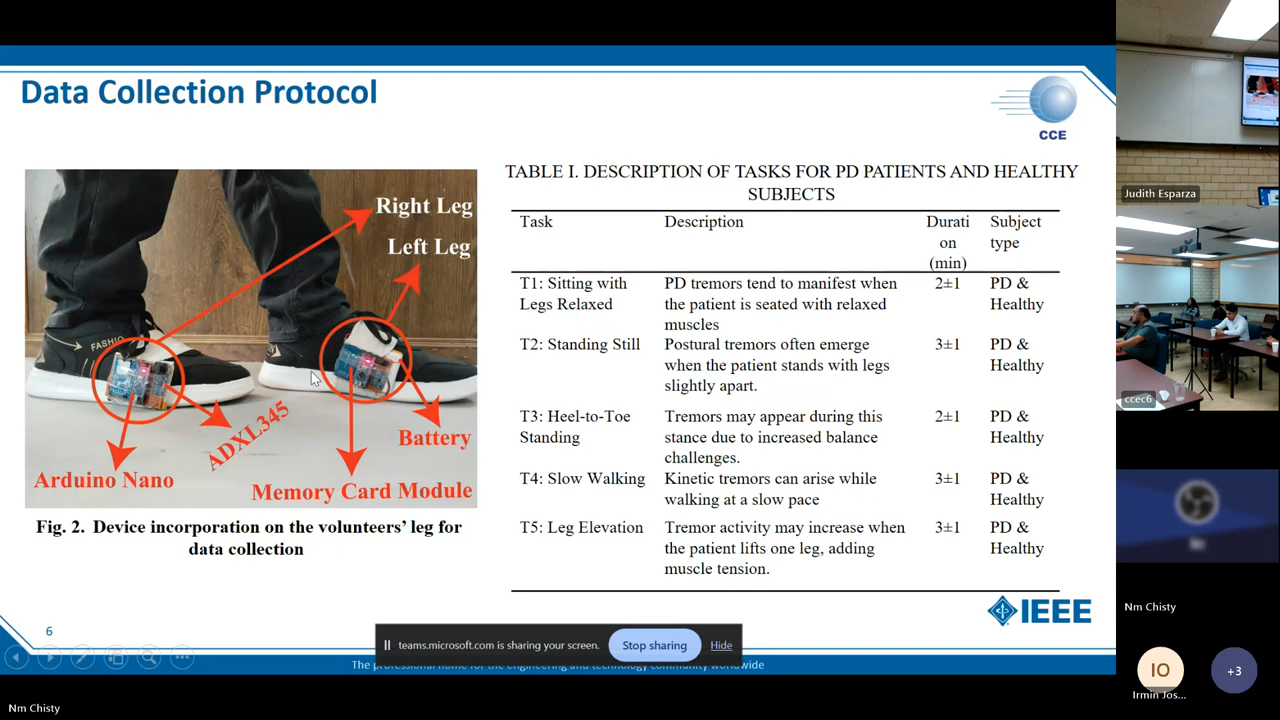 Data Collection Protocol
CCE
Right Leg
Left Leg
FASHIO
ADXL345
Battery
Arduino Nano
Memory Card Module
Fig. 2. Device incorporation on the volunteers' leg for
data collection
TABLE I. DESCRIPTION OF TASKS FOR PD PATIENTS AND HEALTHY
SUBJECTS
Task Description Durati Subject
on type
(min)
T1: Sitting with PD tremors tend to manifest when 2±1 PD &
Legs Relaxed the patient is seated with relaxed Healthy
muscles
T2: Standing Still Postural tremors often emerge 3±1 PD &
when the patient stands with legs Healthy
slightly apart.
T3: Heel-to-Toe Tremors may appear during this 2±1 PD &
Standing stance due to increased balance Healthy
challenges.
T4: Slow Walking Kinetic tremors can arise while 3±1 PD &
walking at a slow pace Healthy
T5: Leg Elevation Tremor activity may increase when 3±1 PD &
the patient lifts one leg, adding Healthy
muscle tension.
IEEE
6
teams.microsoft.com is sharing your screen. Stop sharing Hide
The professional home for the engineering and technology community worldwide
Nm Chisty
Judith Esparza
ccec6
Nm Chisty
IO
+3
Irmin Jos...